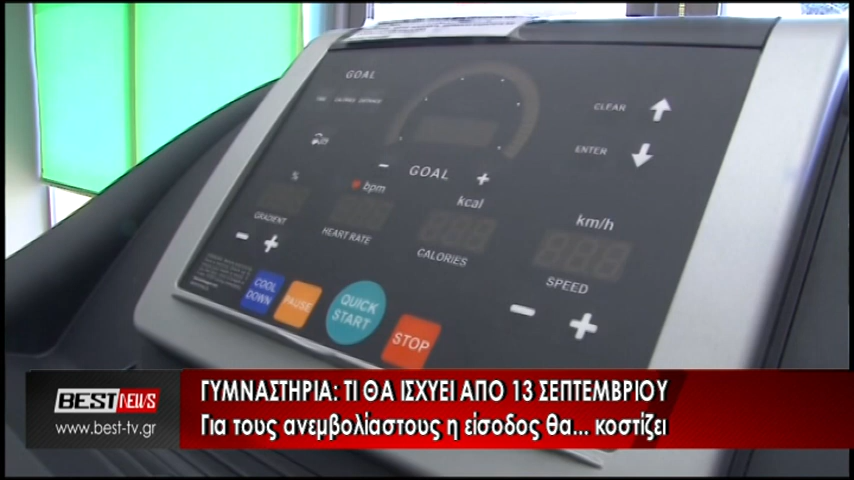 GOAL
CLEAR
ENTER
- GOAL +
%
bpm
kcal
km/h
GRADIENT
HEART RATE
CALORIES
SPEED
- +
- +
COOL DOWN
PAUSE
QUICK START
STOP
BEST NEWS
www.best-tv.gr
ΓΥΜΝΑΣΤΗΡΙΑ: ΤΙ ΘΑ ΙΣΧΥΕΙ ΑΠΟ 13 ΣΕΠΤΕΜΒΡΙΟΥ
Για τους ανεμβολίαστους η είσοδος θα... κοστίζει